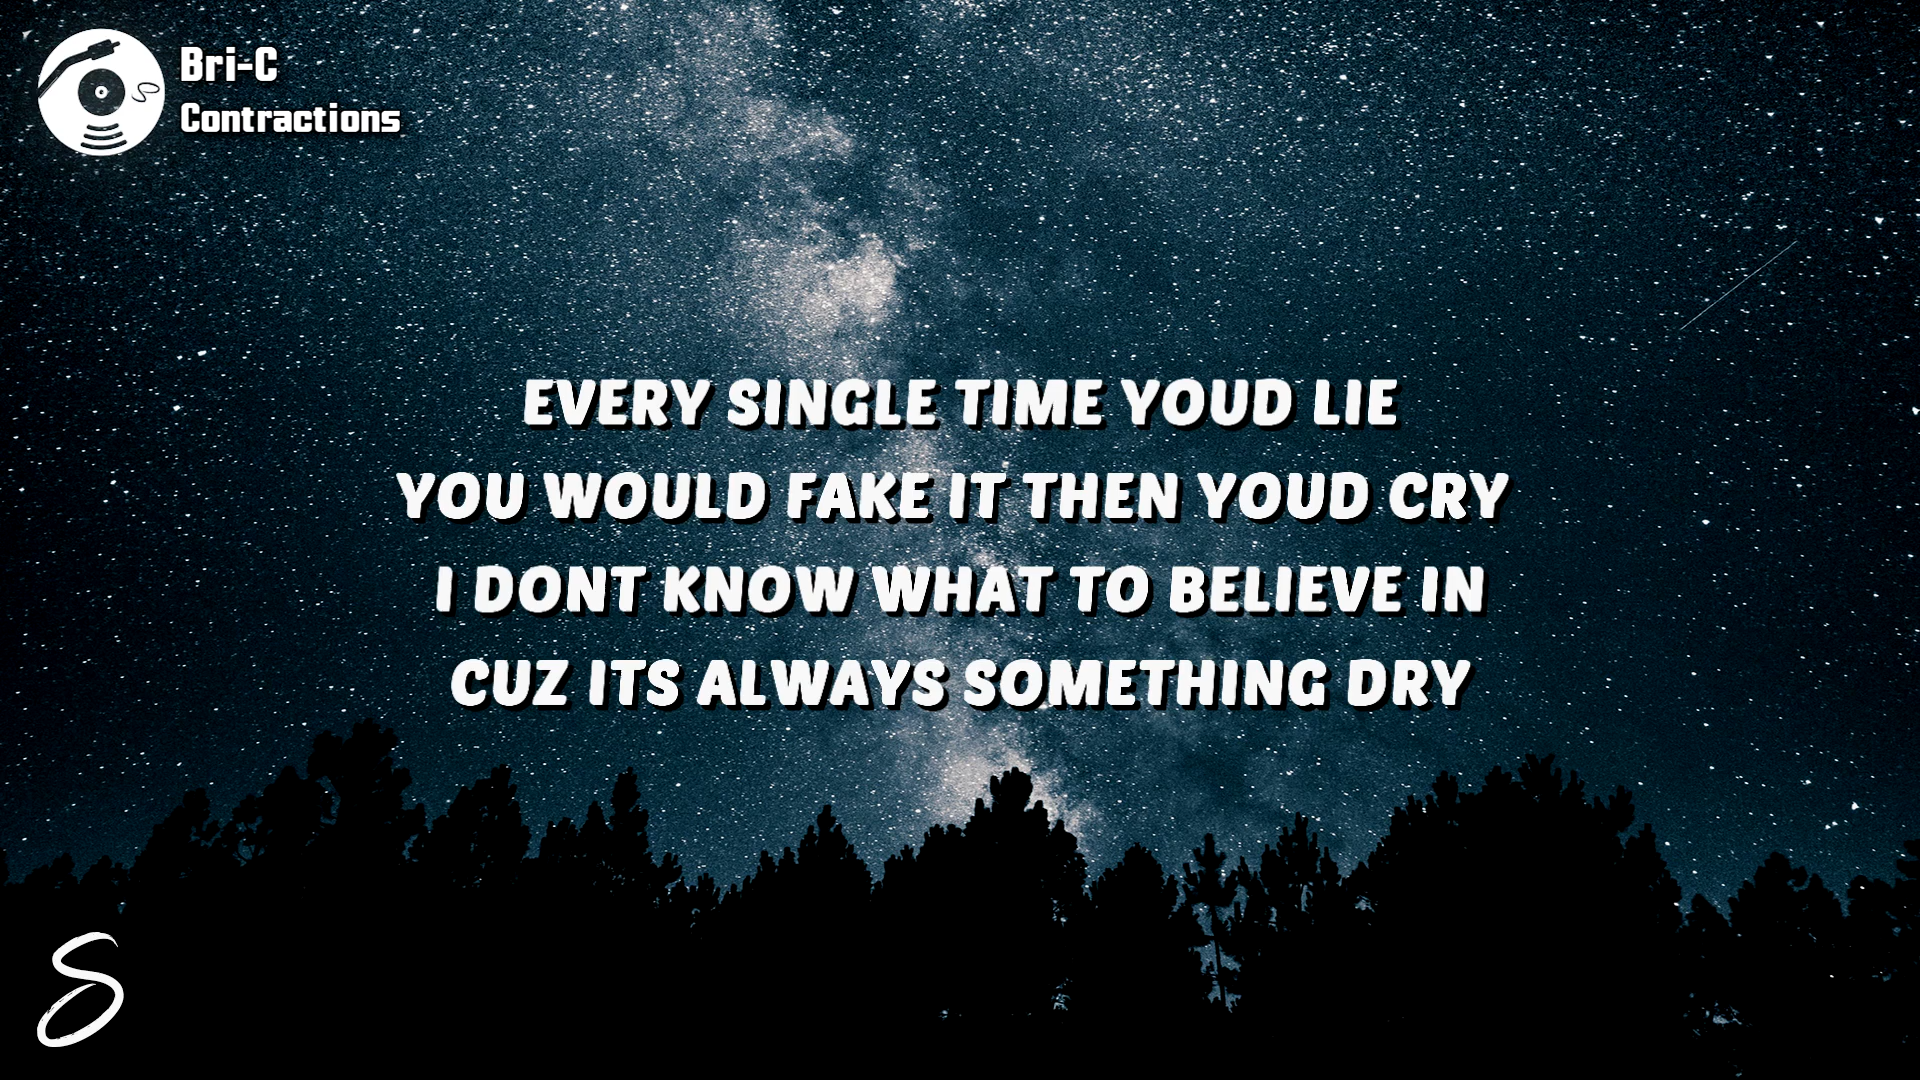 Bri-C
Contractions
EVERY SINGLE TIME YOUD LIE
YOU WOULD FAKE IT THEN YOUD CRY
I DONT KNOW WHAT TO BELIEVE IN
CUZ ITS ALWAYS SOMETHING DRY
S